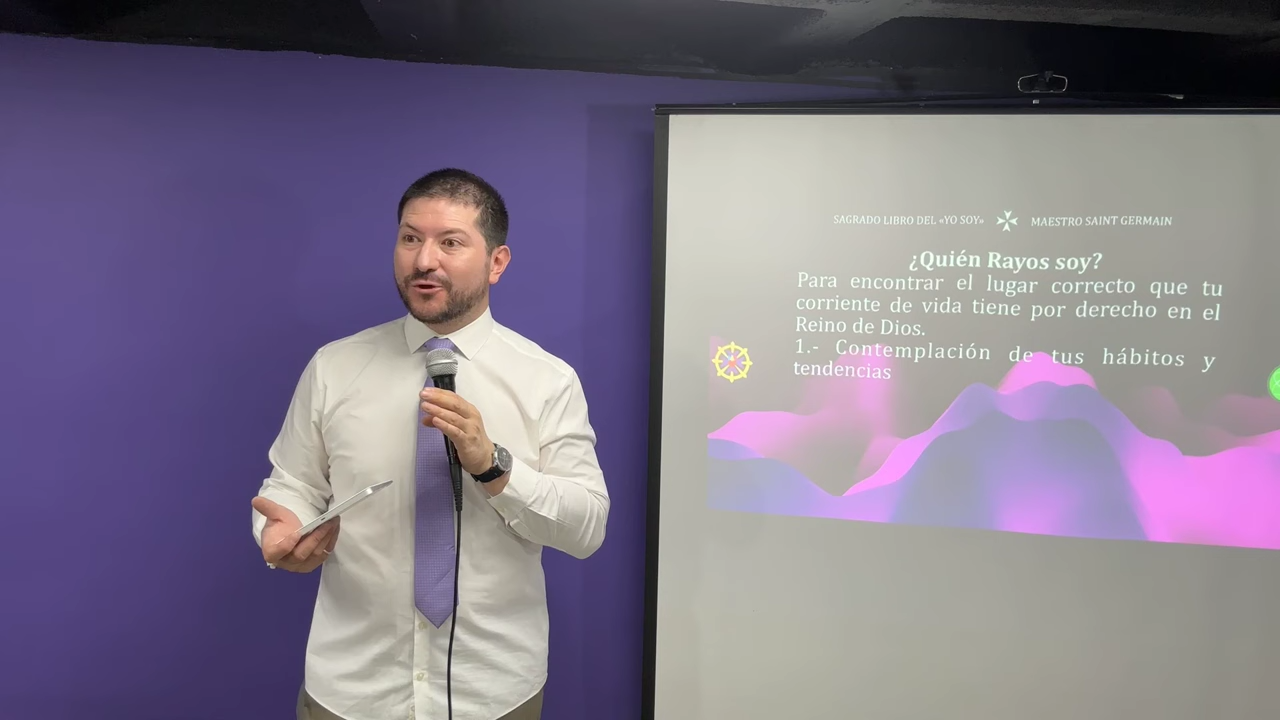 SAGRADO LIBRO DEL «YO SOY» MAESTRO SAINT GERMAIN
¿Quién Rayos soy?
Para encontrar el lugar correcto que tu
corriente de vida tiene por derecho en el
Reino de Dios.
1.- Contemplación de tus hábitos y
tendencias